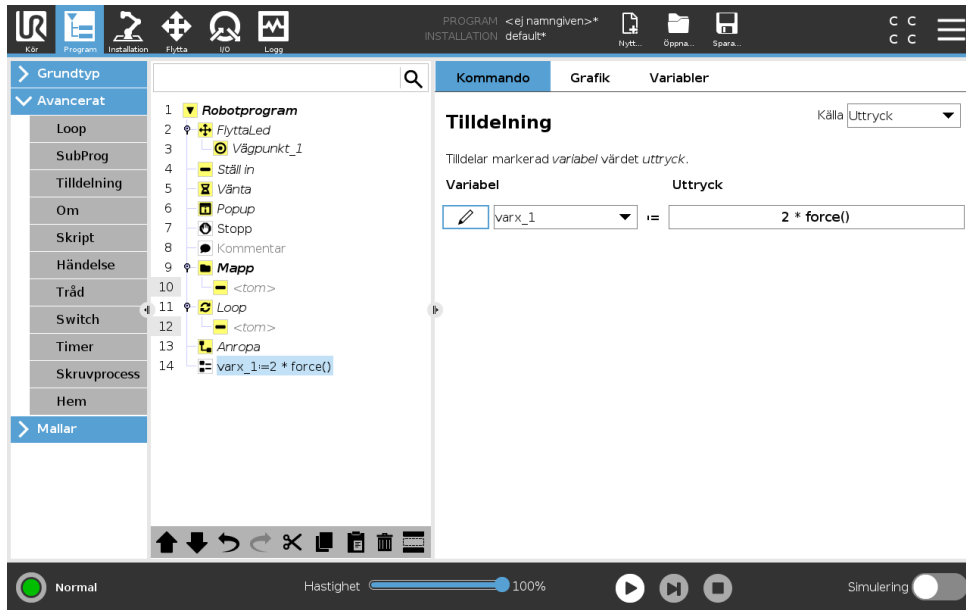 PROGRAM <ej namngiven>*
INSTALLATION default*
UR
Kör
Program
Installation
Flytta
I/O
Logg
Nytt...
Öppna...
Spara...
C C
C C
Grundtyp
Avancerat
Loop
SubProg
Tilldelning
Om
Skript
Händelse
Tråd
Switch
Timer
Skruvprocess
Hem
Mallar
1 Robotprogram
2 FlyttaLed
3 Vägpunkt_1
4 Ställ in
5 Vänta
6 Popup
7 Stopp
8 Kommentar
9 Mapp
10 <tom>
11 Loop
12 <tom>
13 Anropa
14 varx_1:=2 * force()
Kommando Grafik Variabler
Tilldelning
Källa Uttryck
Tilldelar markerad variabel värdet uttryck.
Variabel Uttryck
varx_1 := 2 * force()
Normal
Hastighet 100%
Simulering